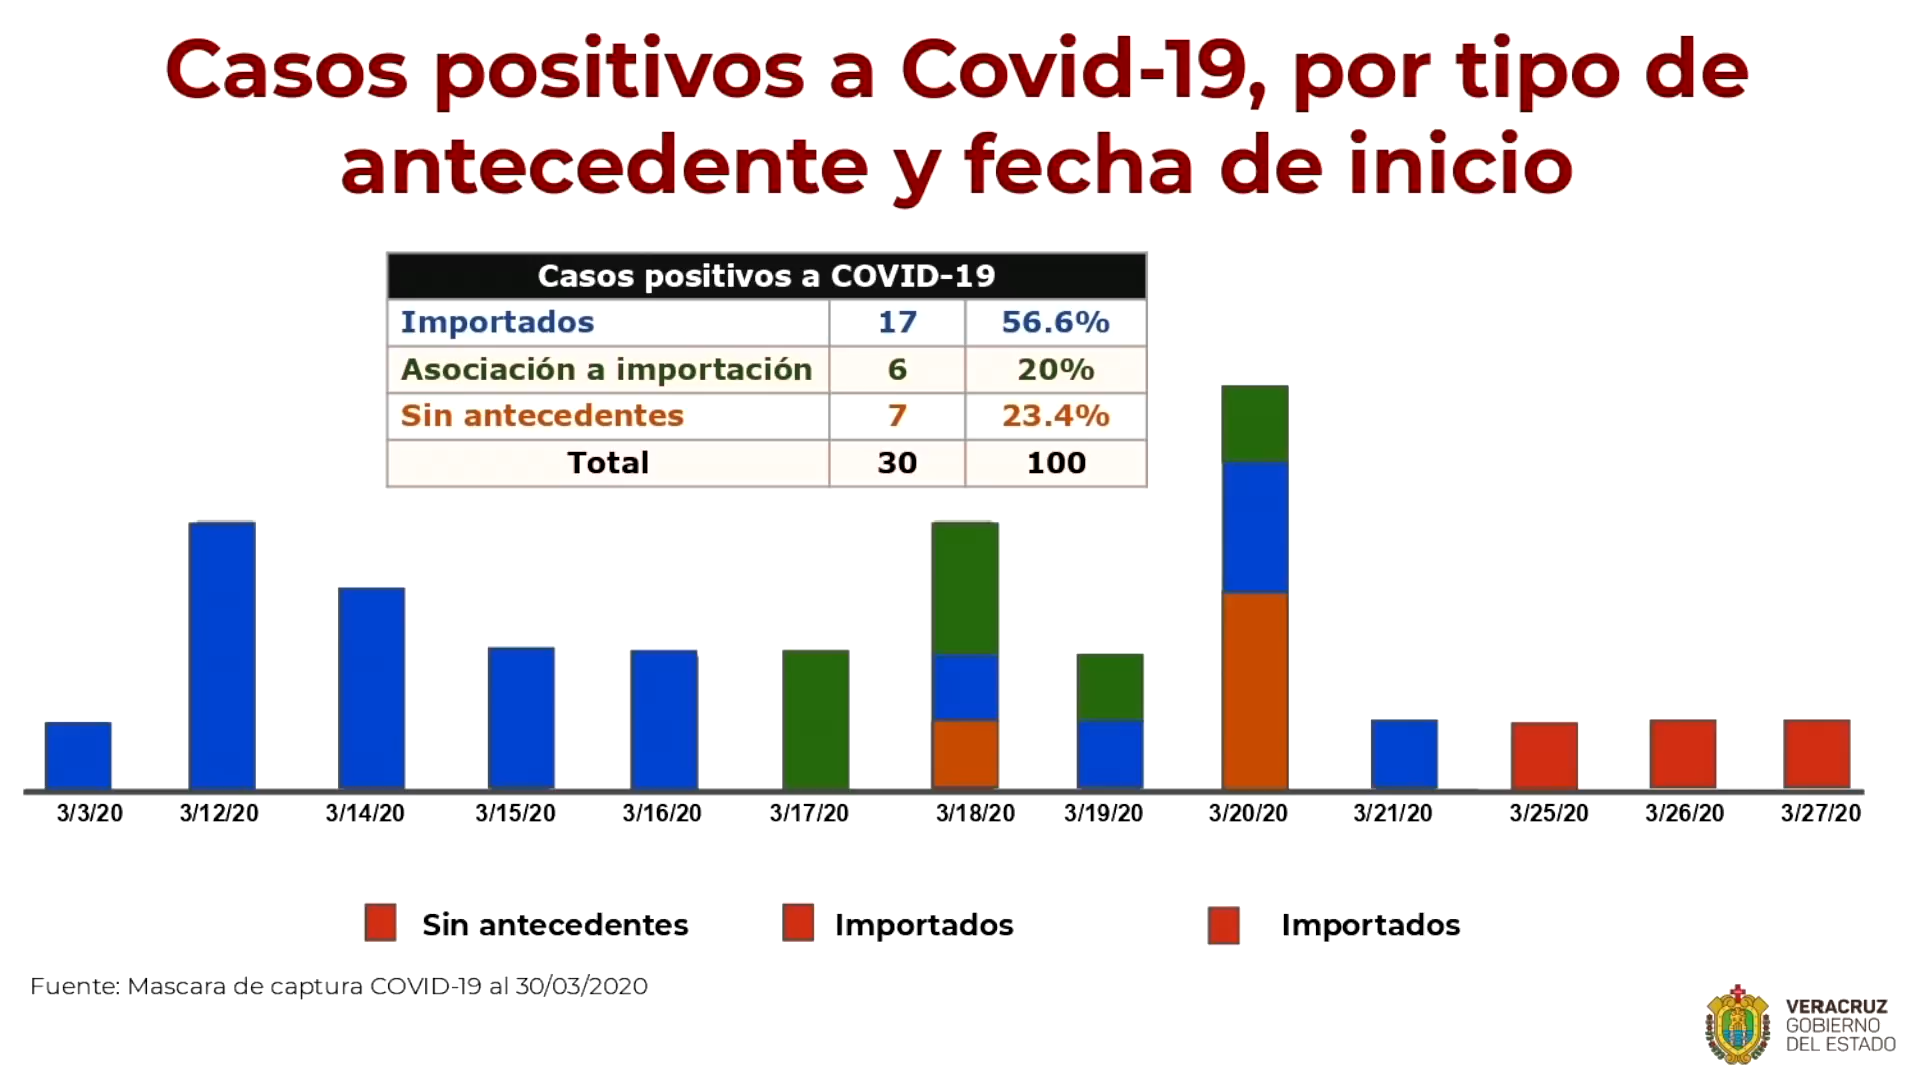 Casos positivos a Covid-19, por tipo de
antecedente y fecha de inicio
Casos positivos a COVID-19
Importados 17 56.6%
Asociación a importación 6 20%
Sin antecedentes 7 23.4%
Total 30 100
3/3/20 3/12/20 3/14/20 3/15/20 3/16/20 3/17/20 3/18/20 3/19/20 3/20/20 3/21/20 3/25/20 3/26/20 3/27/20
Sin antecedentes Importados Importados
Fuente: Mascara de captura COVID-19 al 30/03/2020
VERACRUZ
GOBIERNO
DEL ESTADO